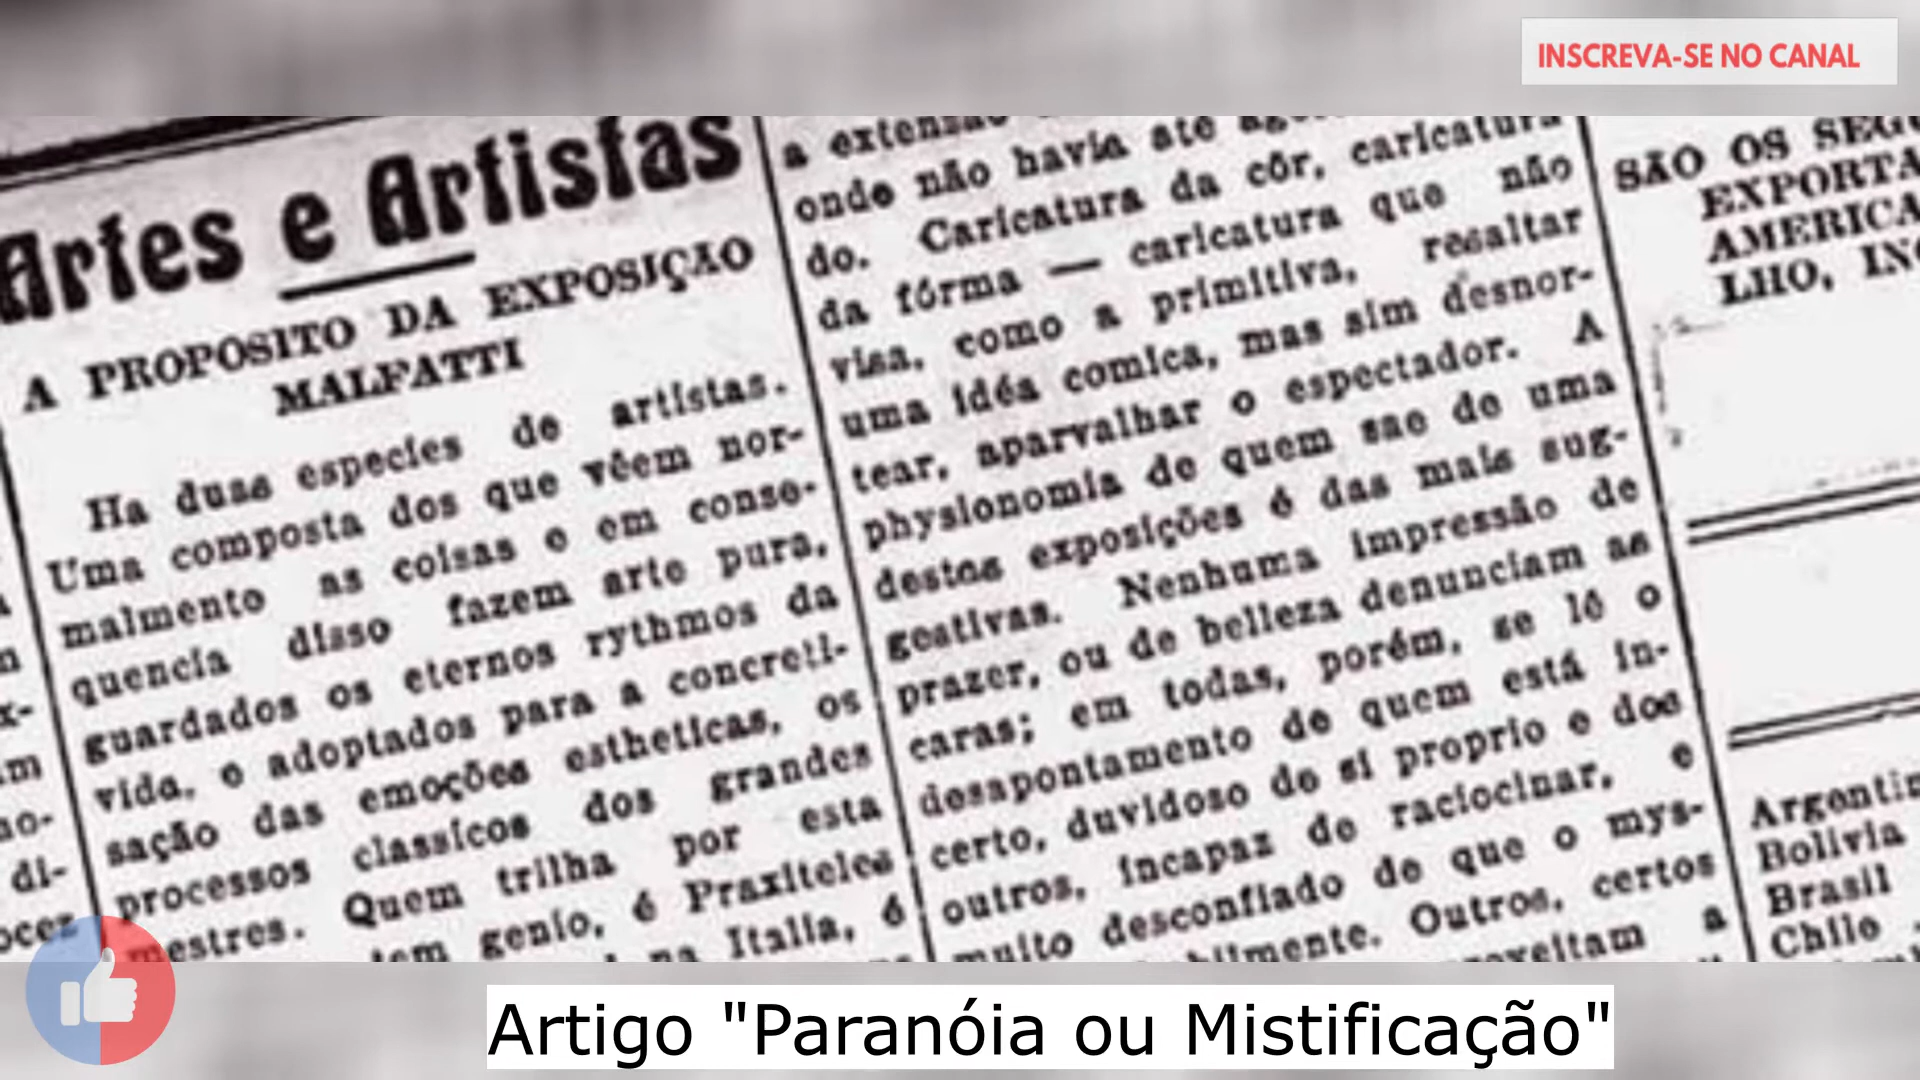 INSCREVA-SE NO CANAL
Artes e Artistas
A PROPOSITO DA EXPOSIÇÃO
MALFATTI
Ha duas especies de artistas.
Uma composta dos que vêem nor-
malmente as coisas e em conse-
quencia disso fazem arte pura,
guardados os eternos rythmos da
vida, e adoptados para a concreti-
sação das emoções estheticas, os
processos classicos dos grandes
mestres. Quem trilha por esta
tem genio, é Praxiteles
na Italia, é
a extensão
onde não havia até
do. Caricatura da côr, caricatura
da fórma — caricatura que não
visa, como a primitiva, resaltar
uma idéa comica, mas sim desnor-
tear, aparvalhar o espectador. A
physionomia de quem sae de uma
destas exposições é das mais sug-
gestivas. Nenhuma impressão de
prazer, ou de belleza denunciam as
caras; em todas, porém, se lê o
desapontamento de quem está in-
certo, duvidoso de si proprio e dos
outros, incapaz de raciocinar, e
muito desconfiado de que o mys-
Outros, certos
a
SÃO OS
Argentin
Bolivia
Brasil
Chile
Artigo "Paranóia ou Mistificação"